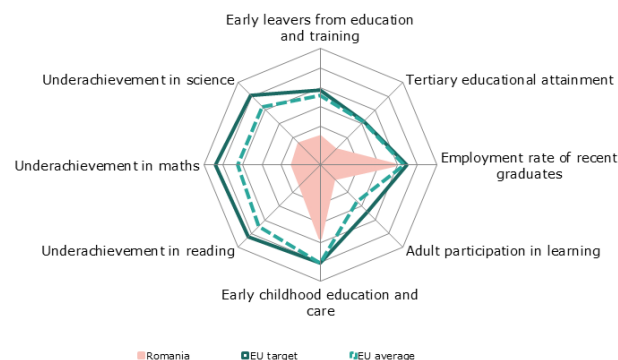 Early leavers from education
and training
Underachievement in science
Tertiary educational attainment
Underachievement in maths
Employment rate of recent
graduates
Underachievement in reading
Adult participation in learning
Early childhood education and
care
Romania
EU target
EU average